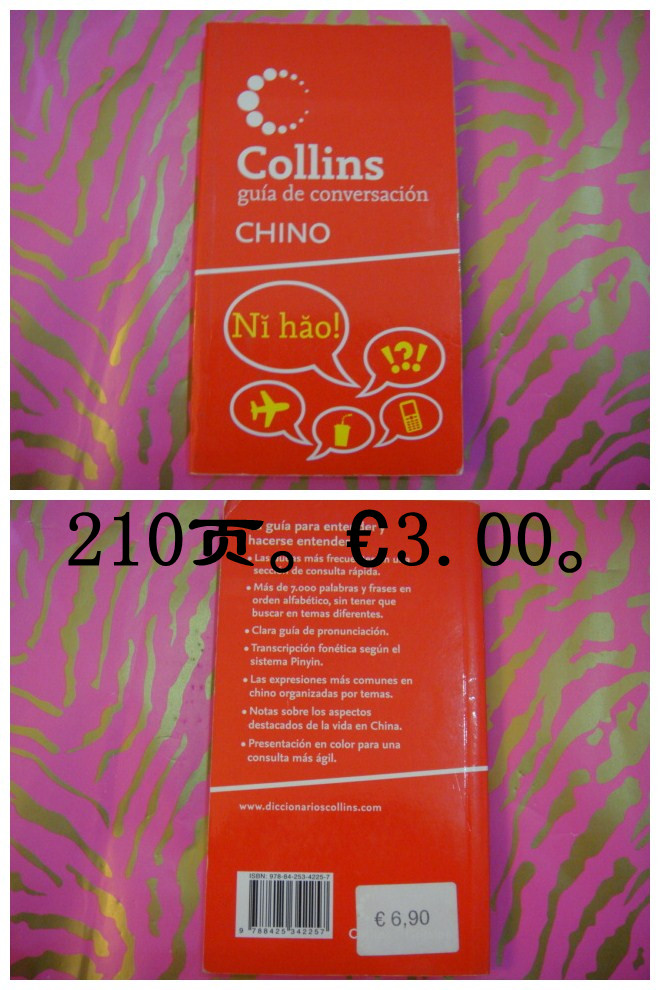 Collins
guía de conversación
CHINO
Nĭ hăo!
!?!
210页。€3.00。
guía para entender y
hacerse entender
• Las dudas más frecuentes en una
sección de consulta rápida.
• Más de 7.000 palabras y frases en
orden alfabético, sin tener que
buscar en temas diferentes.
• Clara guía de pronunciación.
• Transcripción fonética según el
sistema Pinyin.
• Las expresiones más comunes en
chino organizadas por temas.
• Notas sobre los aspectos
destacados de la vida en China.
• Presentación en color para una
consulta más ágil.
www.diccionarioscollins.com
ISBN: 978-84-253-4225-7
9 788425 342257
€ 6,90